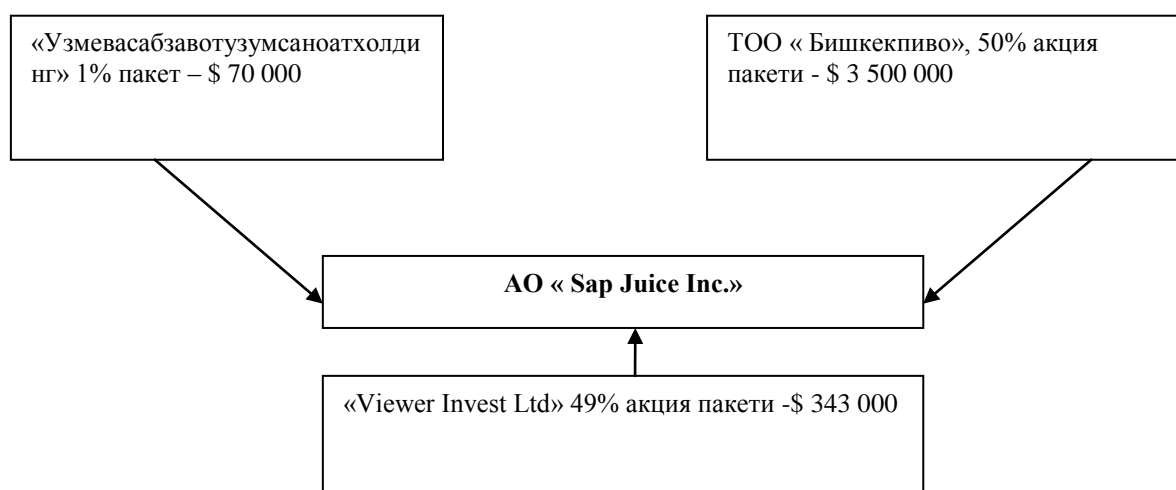 «Узмевасабзавотузумсаноатхолди
нг» 1% пакет – $ 70 000
ТОО « Бишкекпиво», 50% акция
пакети - $ 3 500 000
АО « Sap Juice Inc.»
«Viewer Invest Ltd» 49% акция пакети -$ 343 000